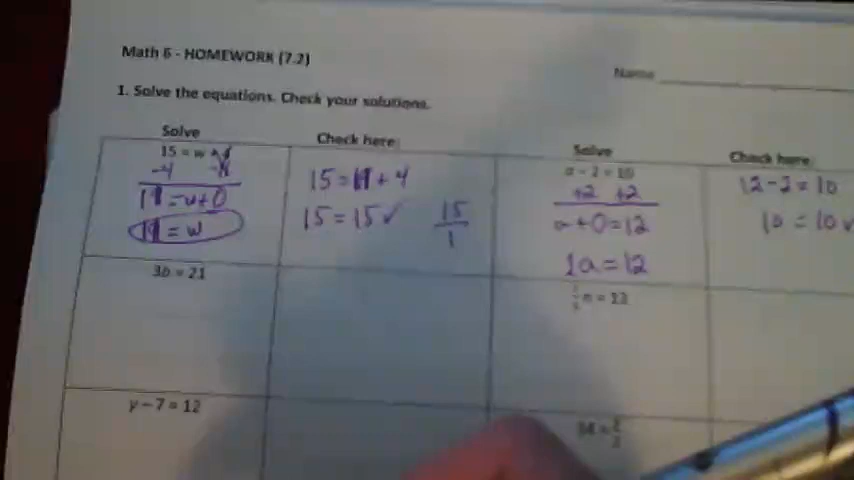 Math 6 - HOMEWORK (7.2)
Name
1. Solve the equations. Check your solutions.
Solve
Check here:
Solve
Check here:
15 = w + 4
-4 -4
11 = w+0
11 = w
15 = 11 + 4
15 = 15 ✓
15
1
a - 2 = 10
+2 +2
a + 0 = 12
1a = 12
12 - 2 = 10
10 = 10 ✓
3b = 21
n = 13
y - 7 = 12